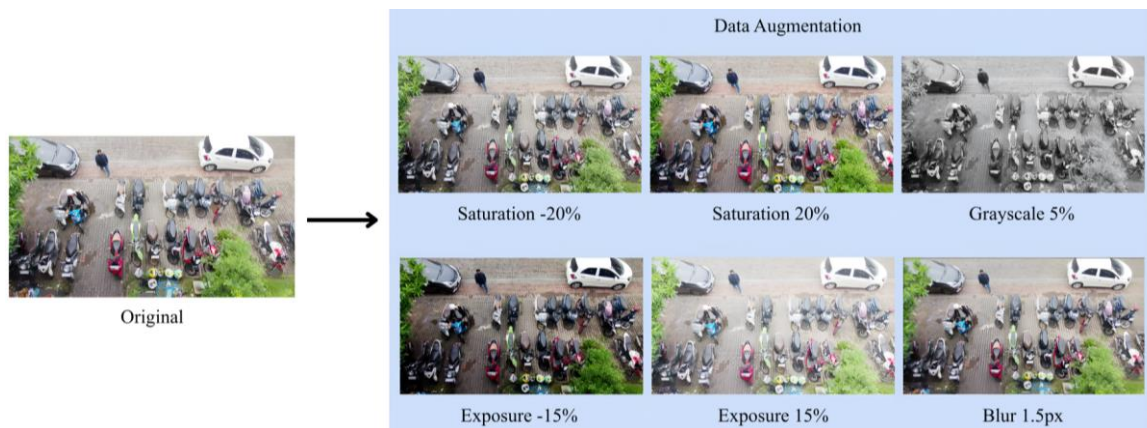 Data Augmentation
Saturation -20%
Saturation 20%
Grayscale 5%
Original
Exposure -15%
Exposure 15%
Blur 1.5px